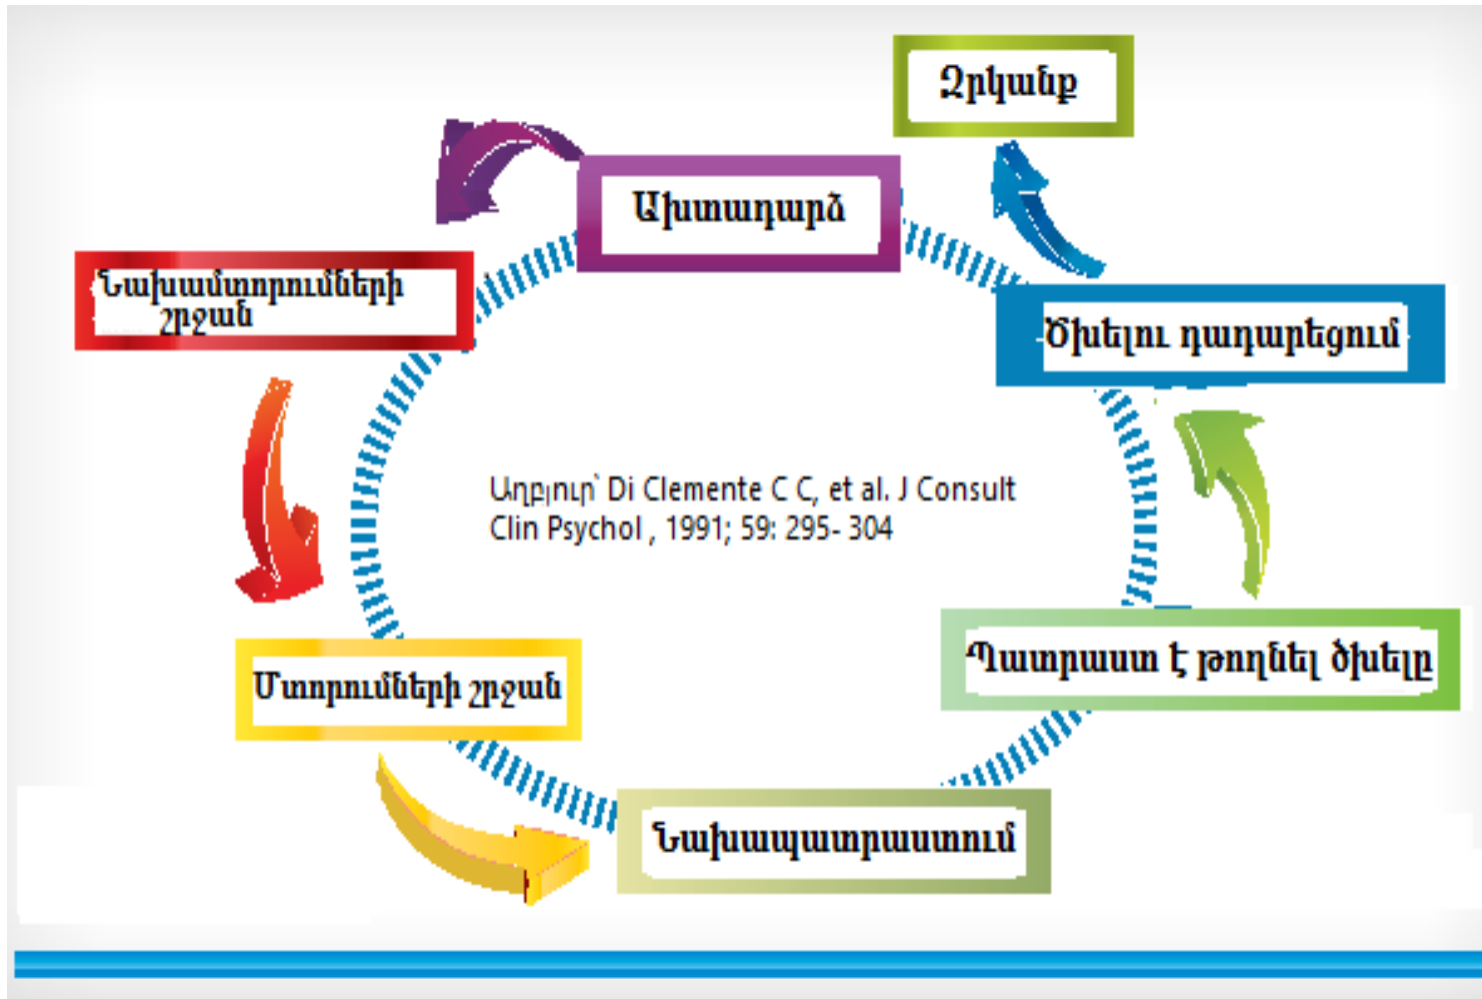 Զրկանք
Ախտադարձ
Նախամտորումների
շրջան
Ծխելու դադարեցում
Աղբյուր՝ Di Clemente C C, et al. J Consult
Clin Psychol , 1991; 59: 295- 304
Պատրաստ է թողնել ծխելը
Մտորումների շրջան
Նախապատրաստում